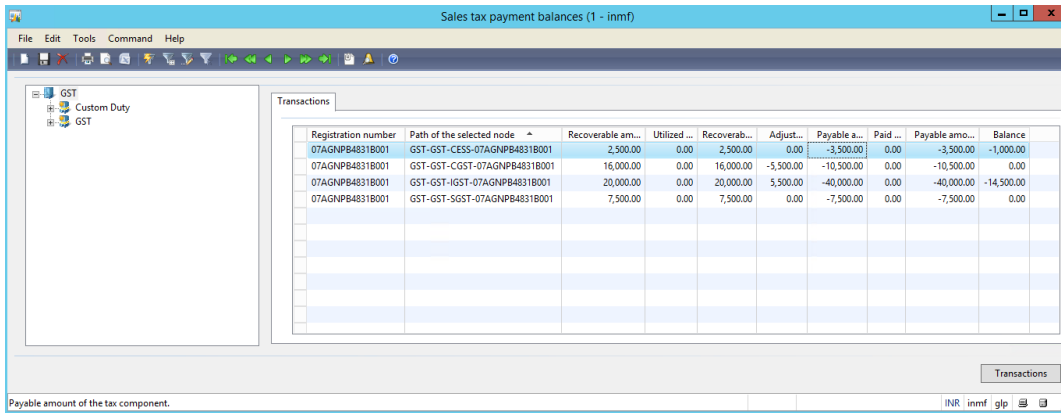 Sales tax payment balances (1 - inmf)
File Edit Tools Command Help
GST
Custom Duty
GST
Transactions
Registration number Path of the selected node Recoverable am... Utilized ... Recoverab... Adjust... Payable a... Paid ... Payable amo... Balance
07AGNPB4831B001 GST-GST-CESS-07AGNPB4831B001 2,500.00 0.00 2,500.00 0.00 -3,500.00 0.00 -3,500.00 -1,000.00
07AGNPB4831B001 GST-GST-CGST-07AGNPB4831B001 16,000.00 0.00 16,000.00 -5,500.00 -10,500.00 0.00 -10,500.00 0.00
07AGNPB4831B001 GST-GST-IGST-07AGNPB4831B001 20,000.00 0.00 20,000.00 5,500.00 -40,000.00 0.00 -40,000.00 -14,500.00
07AGNPB4831B001 GST-GST-SGST-07AGNPB4831B001 7,500.00 0.00 7,500.00 0.00 -7,500.00 0.00 -7,500.00 0.00
Transactions
Payable amount of the tax component. INR inmf glp